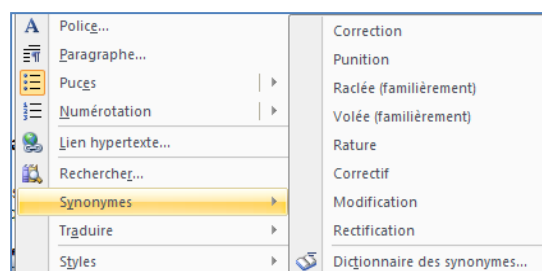 Police...
Paragraphe...
Puces
Numérotation
Lien hypertexte...
Rechercher...
Synonymes
Traduire
Styles
Correction
Punition
Raclée (familièrement)
Volée (familièrement)
Rature
Correctif
Modification
Rectification
Dictionnaire des synonymes...